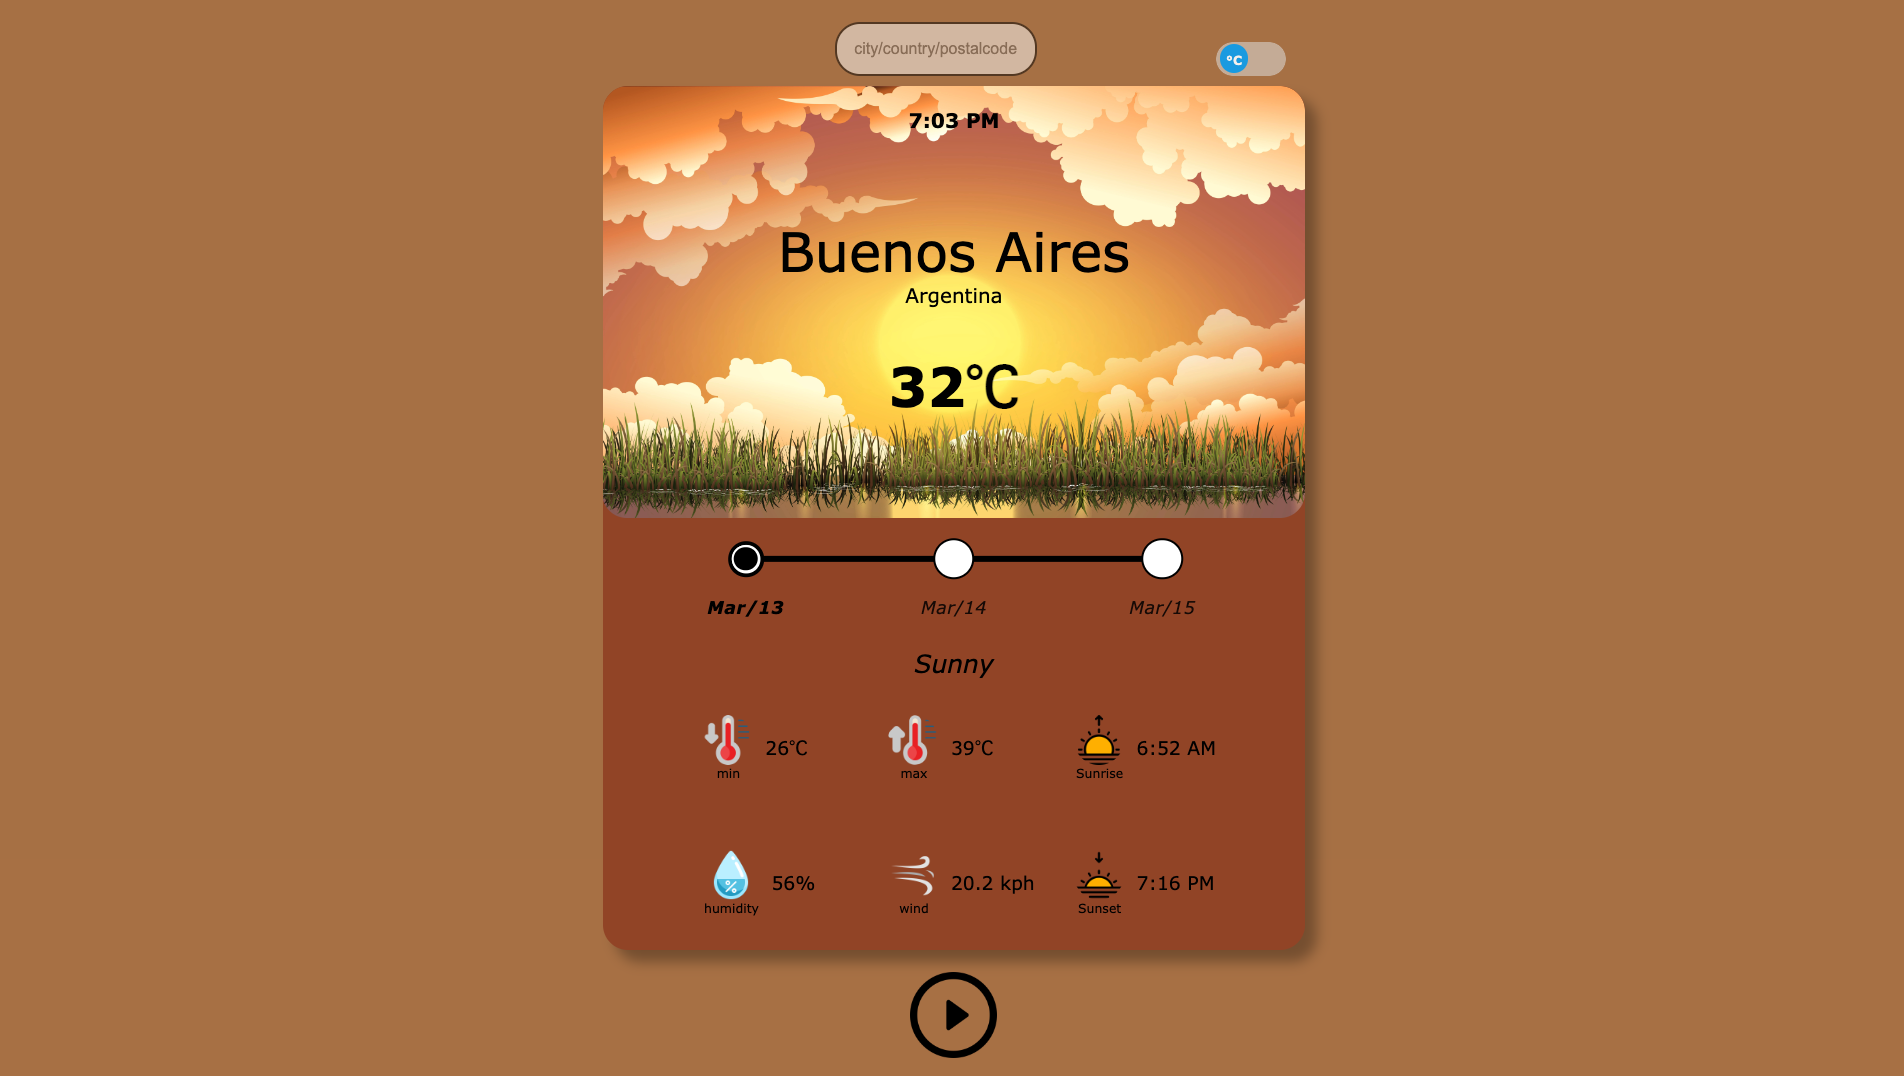 city/country/postalcode
°C
7:03 PM
Buenos Aires
Argentina
32°C
Mar/13
Mar/14
Mar/15
Sunny
26°C
min
39°C
max
6:52 AM
Sunrise
%
56%
humidity
20.2 kph
wind
7:16 PM
Sunset